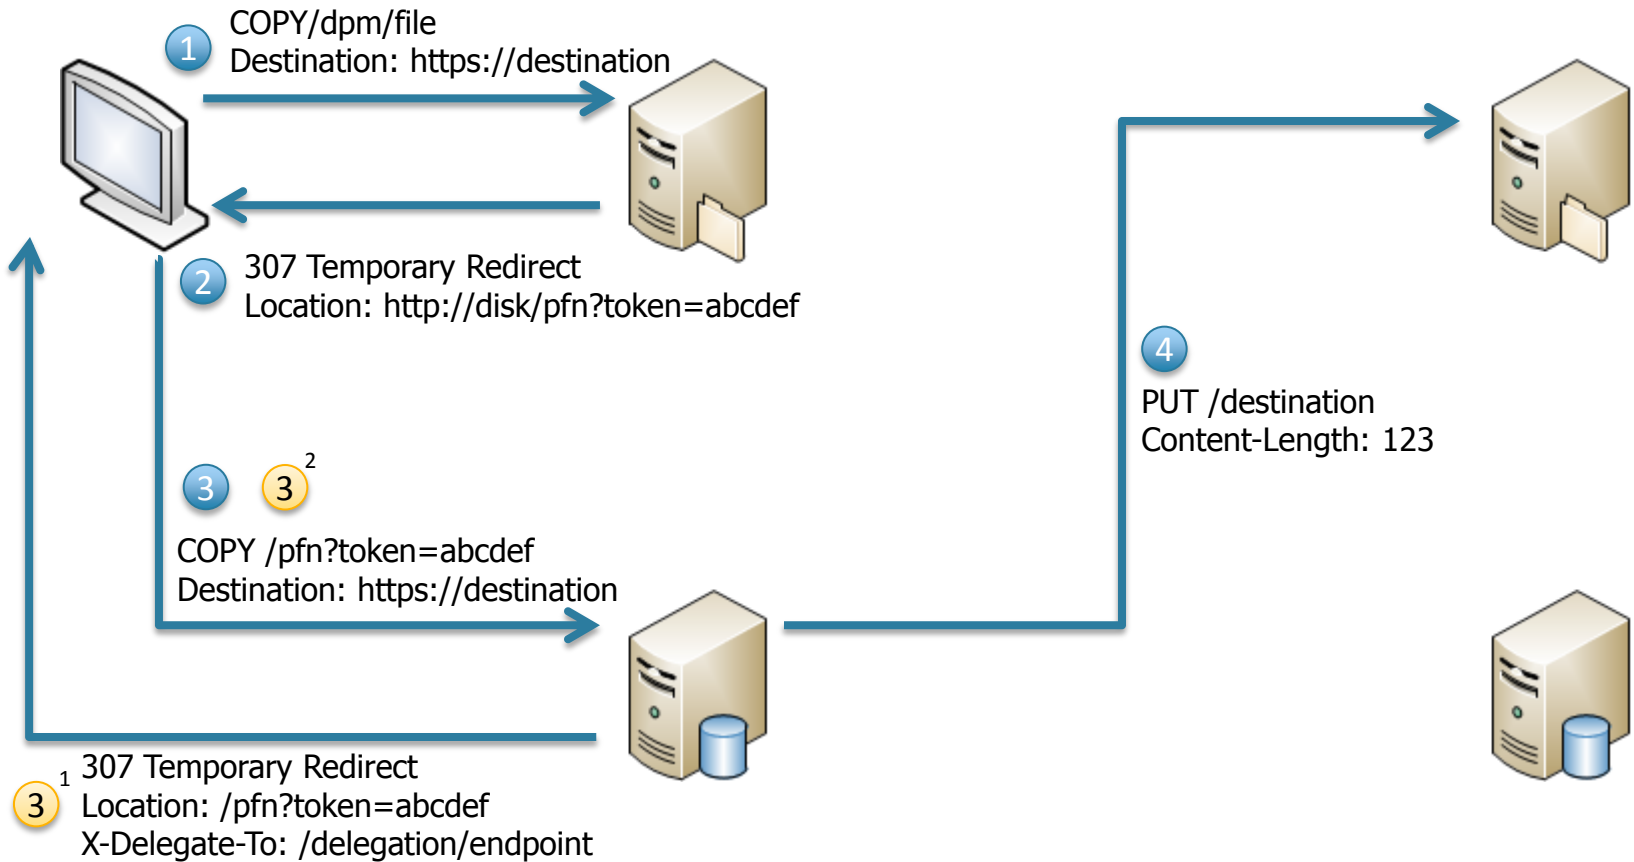 1
COPY/dpm/file
Destination: https://destination
2
307 Temporary Redirect
Location: http://disk/pfn?token=abcdef
4
PUT /destination
Content-Length: 123
3 3 2
COPY /pfn?token=abcdef
Destination: https://destination
3 1
307 Temporary Redirect
Location: /pfn?token=abcdef
X-Delegate-To: /delegation/endpoint